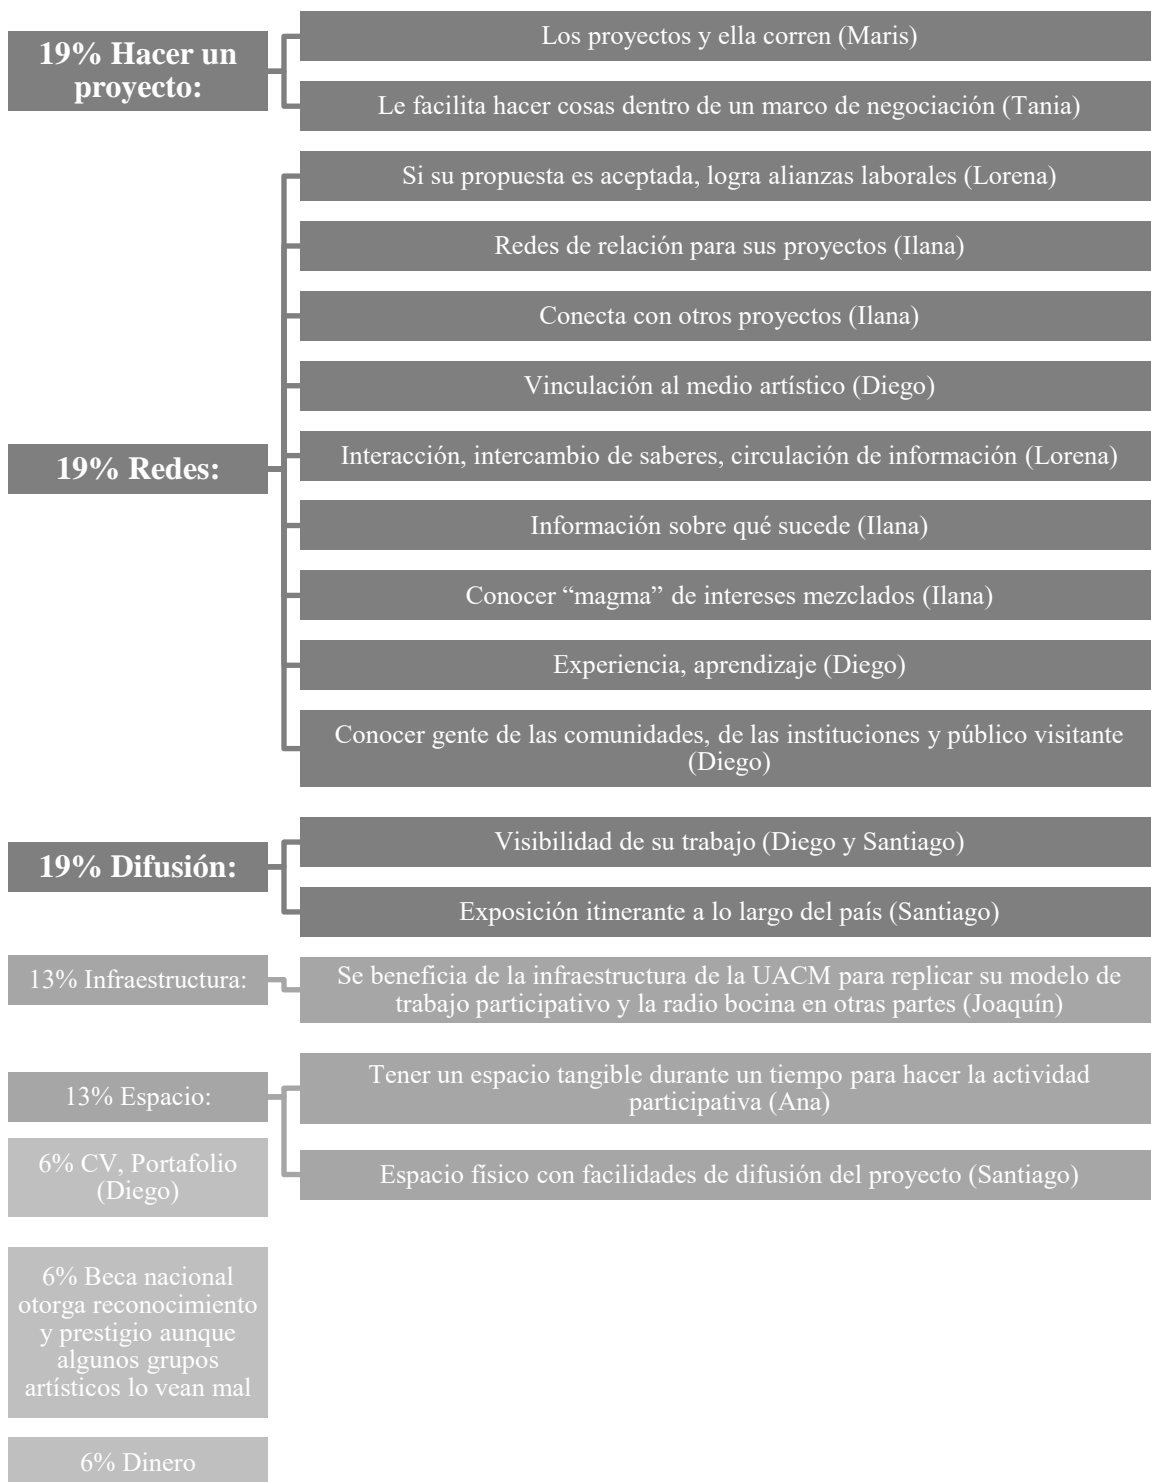 19% Hacer un
proyecto:
Los proyectos y ella corren (Maris)
Le facilita hacer cosas dentro de un marco de negociación (Tania)
19% Redes:
Si su propuesta es aceptada, logra alianzas laborales (Lorena)
Redes de relación para sus proyectos (Ilana)
Conecta con otros proyectos (Ilana)
Vinculación al medio artístico (Diego)
Interacción, intercambio de saberes, circulación de información (Lorena)
Información sobre qué sucede (Ilana)
Conocer “magma” de intereses mezclados (Ilana)
Experiencia, aprendizaje (Diego)
Conocer gente de las comunidades, de las instituciones y público visitante
(Diego)
19% Difusión:
Visibilidad de su trabajo (Diego y Santiago)
Exposición itinerante a lo largo del país (Santiago)
13% Infraestructura:
Se beneficia de la infraestructura de la UACM para replicar su modelo de
trabajo participativo y la radio bocina en otras partes (Joaquín)
13% Espacio:
Tener un espacio tangible durante un tiempo para hacer la actividad
participativa (Ana)
Espacio físico con facilidades de difusión del proyecto (Santiago)
6% CV, Portafolio
(Diego)
6% Beca nacional
otorga reconocimiento
y prestigio aunque
algunos grupos
artísticos lo vean mal
6% Dinero